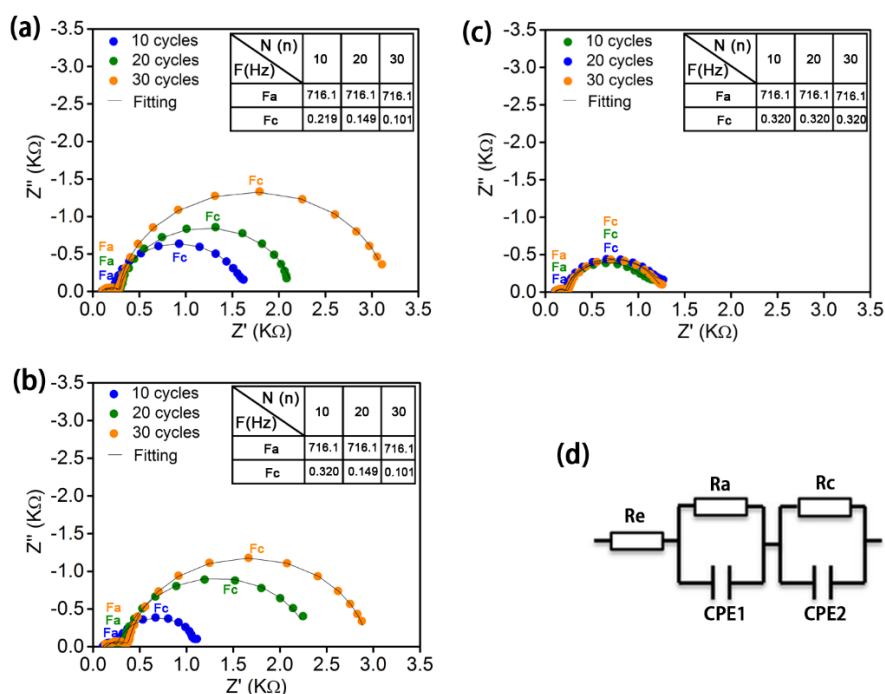 (a)
10 cycles
20 cycles
30 cycles
Fitting
N (n)
F(Hz)
10 20 30
Fa 716.1 716.1 716.1
Fc 0.219 0.149 0.101
Fc
Fc
Fc
Fa
Fa
Fa
-3.5
-3.0
-2.5
-2.0
-1.5
-1.0
-0.5
0.0
Z'' (KΩ)
0.0 0.5 1.0 1.5 2.0 2.5 3.0 3.5
Z' (KΩ)
(c)
10 cycles
20 cycles
30 cycles
Fitting
N (n)
F(Hz)
10 20 30
Fa 716.1 716.1 716.1
Fc 0.320 0.320 0.320
Fc
Fc
Fc
Fa
Fa
Fa
-3.5
-3.0
-2.5
-2.0
-1.5
-1.0
-0.5
0.0
Z'' (KΩ)
0.0 0.5 1.0 1.5 2.0 2.5 3.0 3.5
Z' (KΩ)
(b)
10 cycles
20 cycles
30 cycles
Fitting
N (n)
F(Hz)
10 20 30
Fa 716.1 716.1 716.1
Fc 0.320 0.149 0.101
Fc
Fc
Fc
Fa
Fa
Fa
-3.5
-3.0
-2.5
-2.0
-1.5
-1.0
-0.5
0.0
Z'' (KΩ)
0.0 0.5 1.0 1.5 2.0 2.5 3.0 3.5
Z' (KΩ)
(d)
Re
Ra
Rc
CPE1
CPE2